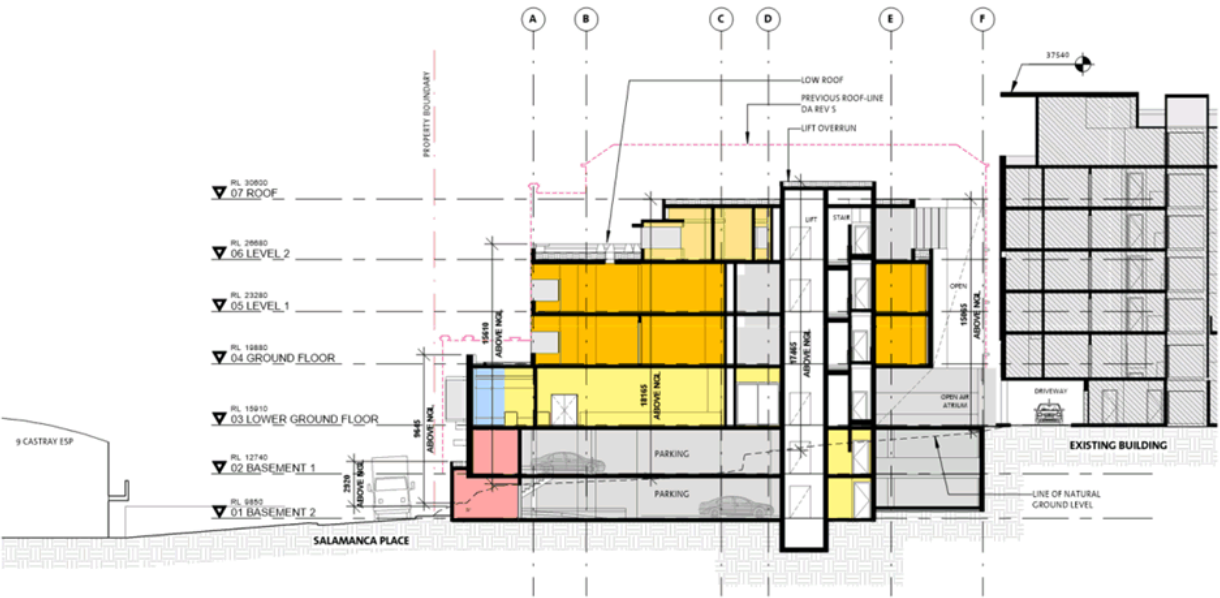 A
B
C
D
E
F
37540
LOW ROOF
PREVIOUS ROOF-LINE
DA REV S
LIFT OVERRUN
PROPERTY BOUNDARY
RL 30600
07 ROOF
RL 26680
06 LEVEL 2
RL 23280
05 LEVEL 1
RL 19880
04 GROUND FLOOR
RL 15910
03 LOWER GROUND FLOOR
RL 12740
02 BASEMENT 1
RL 9650
01 BASEMENT 2
LIFT
STAIR
OPEN
15610
ABOVE NGL
9645
ABOVE NGL
2920
ABOVE NGL
18165
ABOVE NGL
17465
ABOVE NGL
15065
ABOVE NGL
OPEN AIR
ATRIUM
DRIVEWAY
EXISTING BUILDING
9 CASTRAY ESP
PARKING
PARKING
LINE OF NATURAL
GROUND LEVEL
SALAMANCA PLACE